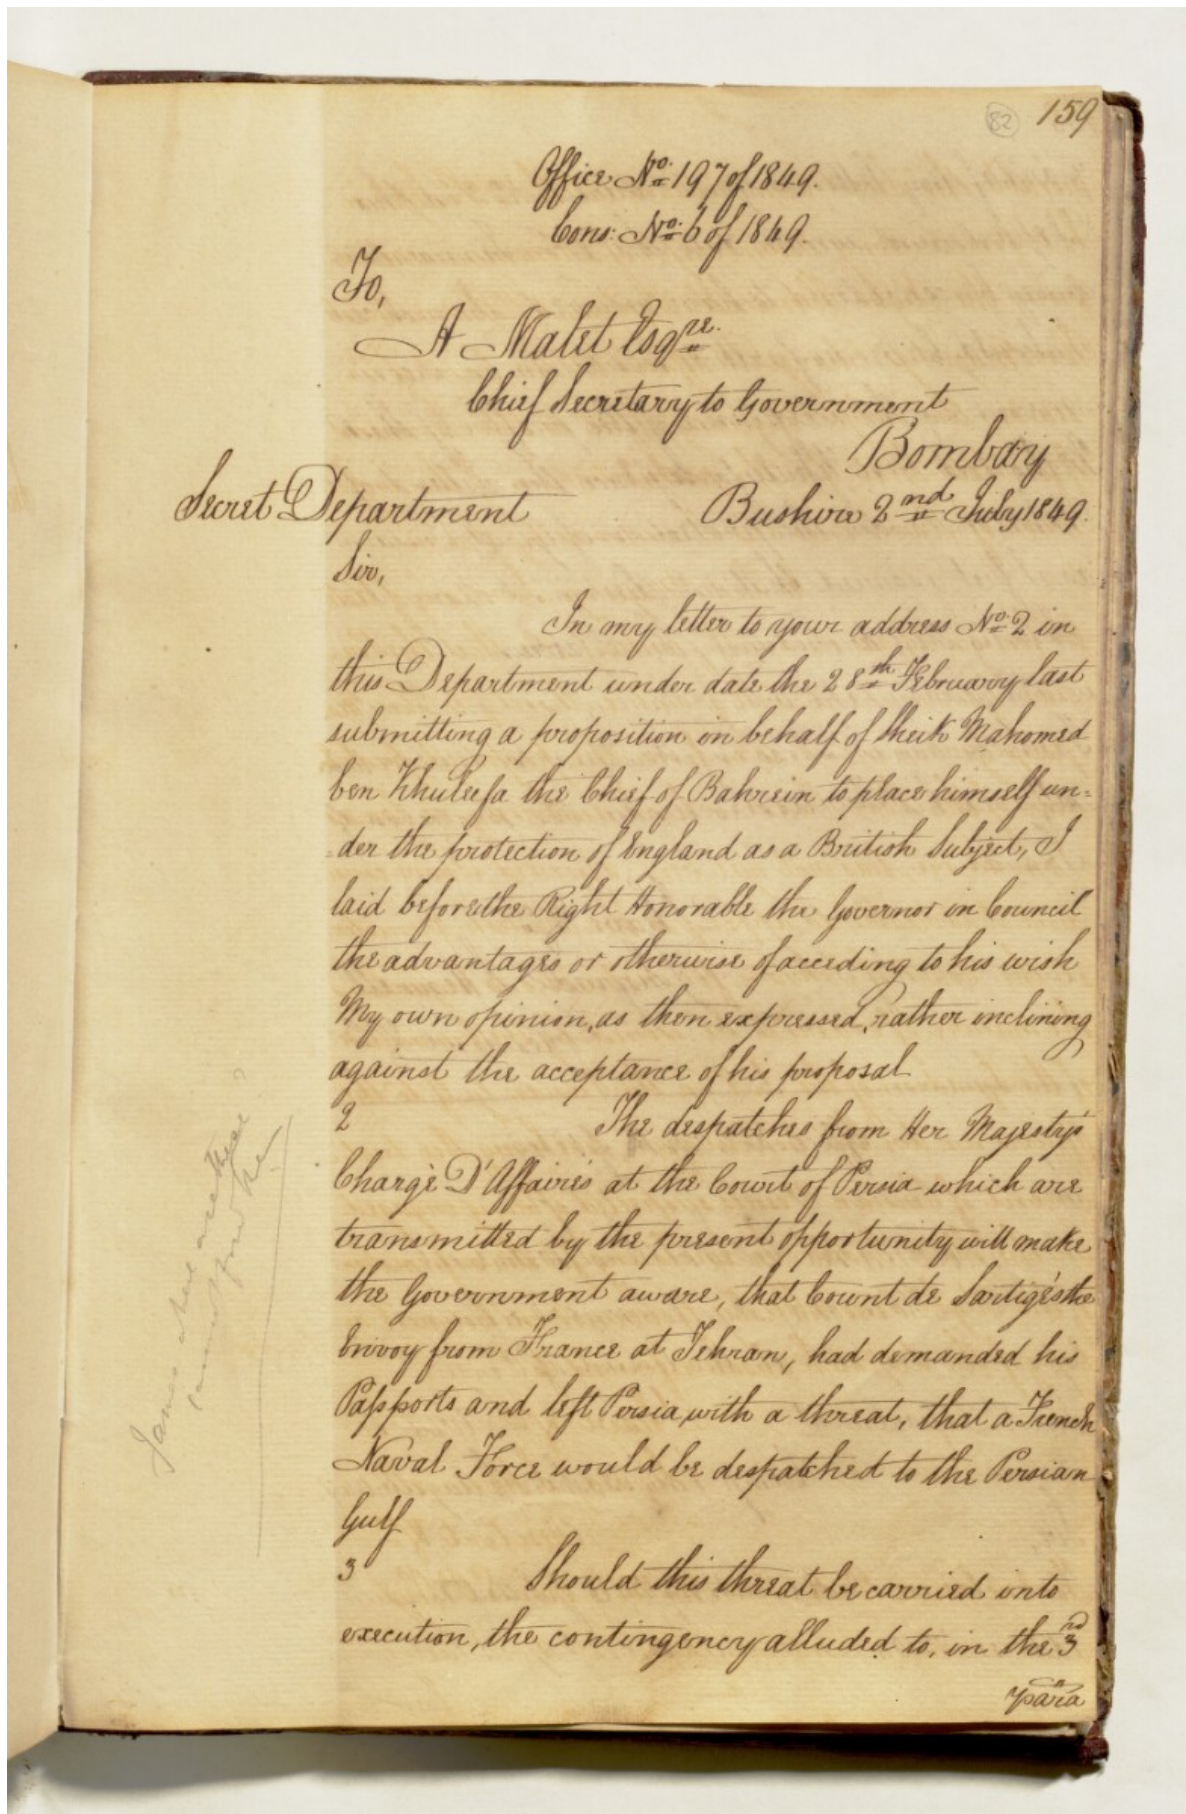 82
159
Office No. 197 of 1849.
Cons: No. 6 of 1849.
To,
A Malet Esqre.
Chief Secretary to Government
Bombay
Secret Department
Bushire 2nd July 1849.
Sir,
In my letter to your address No. 2 in
this Department under date the 28th February last
submitting a proposition in behalf of Sheik Mahomed
ben Khuleefa the Chief of Bahrein to place himself un=
=der the protection of England as a British Subject, I
laid before the Right Honorable the Governor in Council
the advantages or otherwise of acceding to his wish
My own opinion, as then expressed, rather inclining
against the acceptance of his proposal
2 The despatches from Her Majesty's
Chargé D'Affairés at the Court of Persia which are
transmitted by the present opportunity will make
the Government aware, that Count de Sartigés the
Envoy from France at Tehran, had demanded his
Passports and left Persia, with a threat, that a French
Naval Force would be despatched to the Persian
Gulf
3 Should this threat be carried into
execution, the contingency alluded to, in the 3rd
para